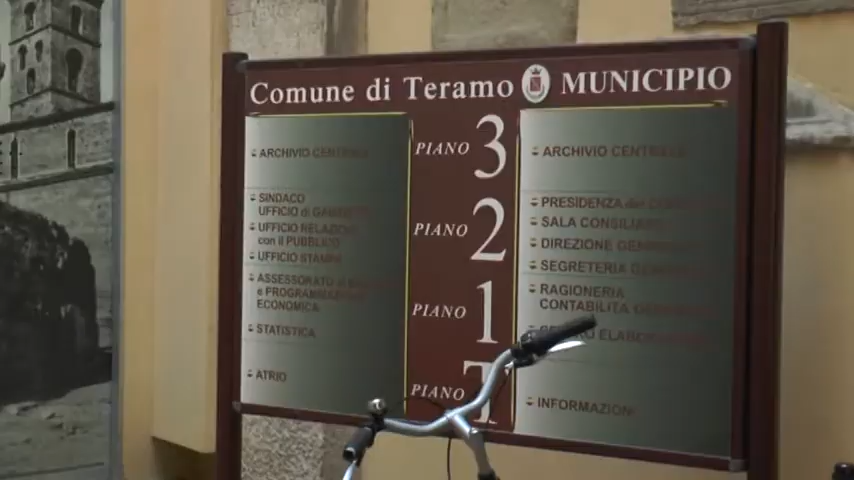 Comune di Teramo MUNICIPIO
ARCHIVIO CENTRALE
SINDACO
UFFICIO di
UFFICIO RELAZIONI
con il PUBBLICO
UFFICIO STAMPA
ASSESSORATO
e PROGRAMMAZIONE
ECONOMICA
STATISTICA
ATRIO
PIANO 3
PIANO 2
PIANO 1
PIANO T
ARCHIVIO CENTRALE
PRESIDENZA del
SALA CONSILIARE
DIREZIONE GENERALE
SEGRETERIA GENERALE
RAGIONERIA
CONTABILITÀ
INFORMAZIONI